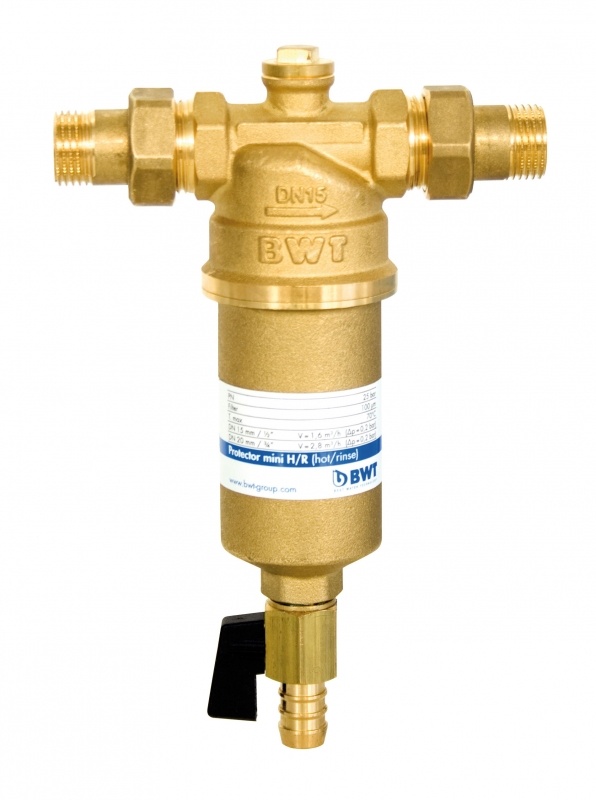 DN15
BWT
PN 25 bar
Filter 100 µm
T max 70°C
DN 15 mm / ½" V = 1,6 m³/h (Δp = 0,2 bar)
DN 20 mm / ¾" V = 2,8 m³/h (Δp = 0,2 bar)
Protector mini H/R (hot/rinse)
www.bwt-group.com
BWT